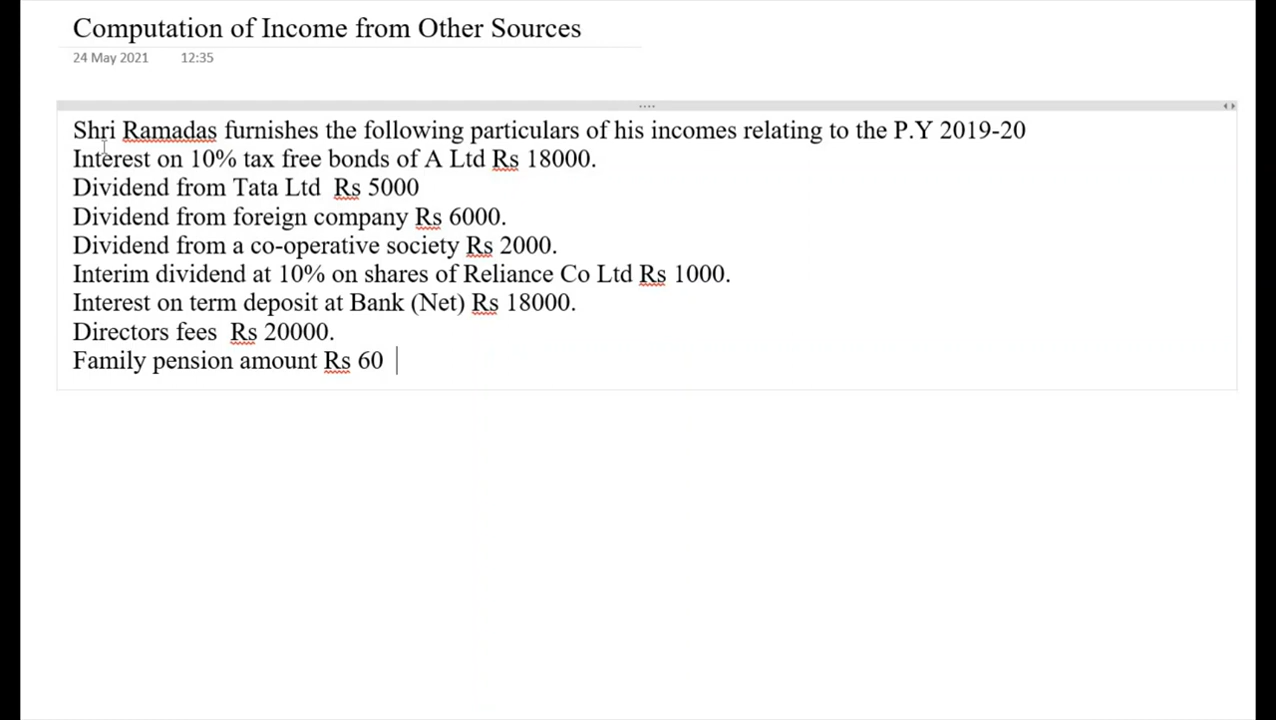 Computation of Income from Other Sources
24 May 2021 12:35
Shri Ramadas furnishes the following particulars of his incomes relating to the P.Y 2019-20
Interest on 10% tax free bonds of A Ltd Rs 18000.
Dividend from Tata Ltd Rs 5000
Dividend from foreign company Rs 6000.
Dividend from a co-operative society Rs 2000.
Interim dividend at 10% on shares of Reliance Co Ltd Rs 1000.
Interest on term deposit at Bank (Net) Rs 18000.
Directors fees Rs 20000.
Family pension amount Rs 60